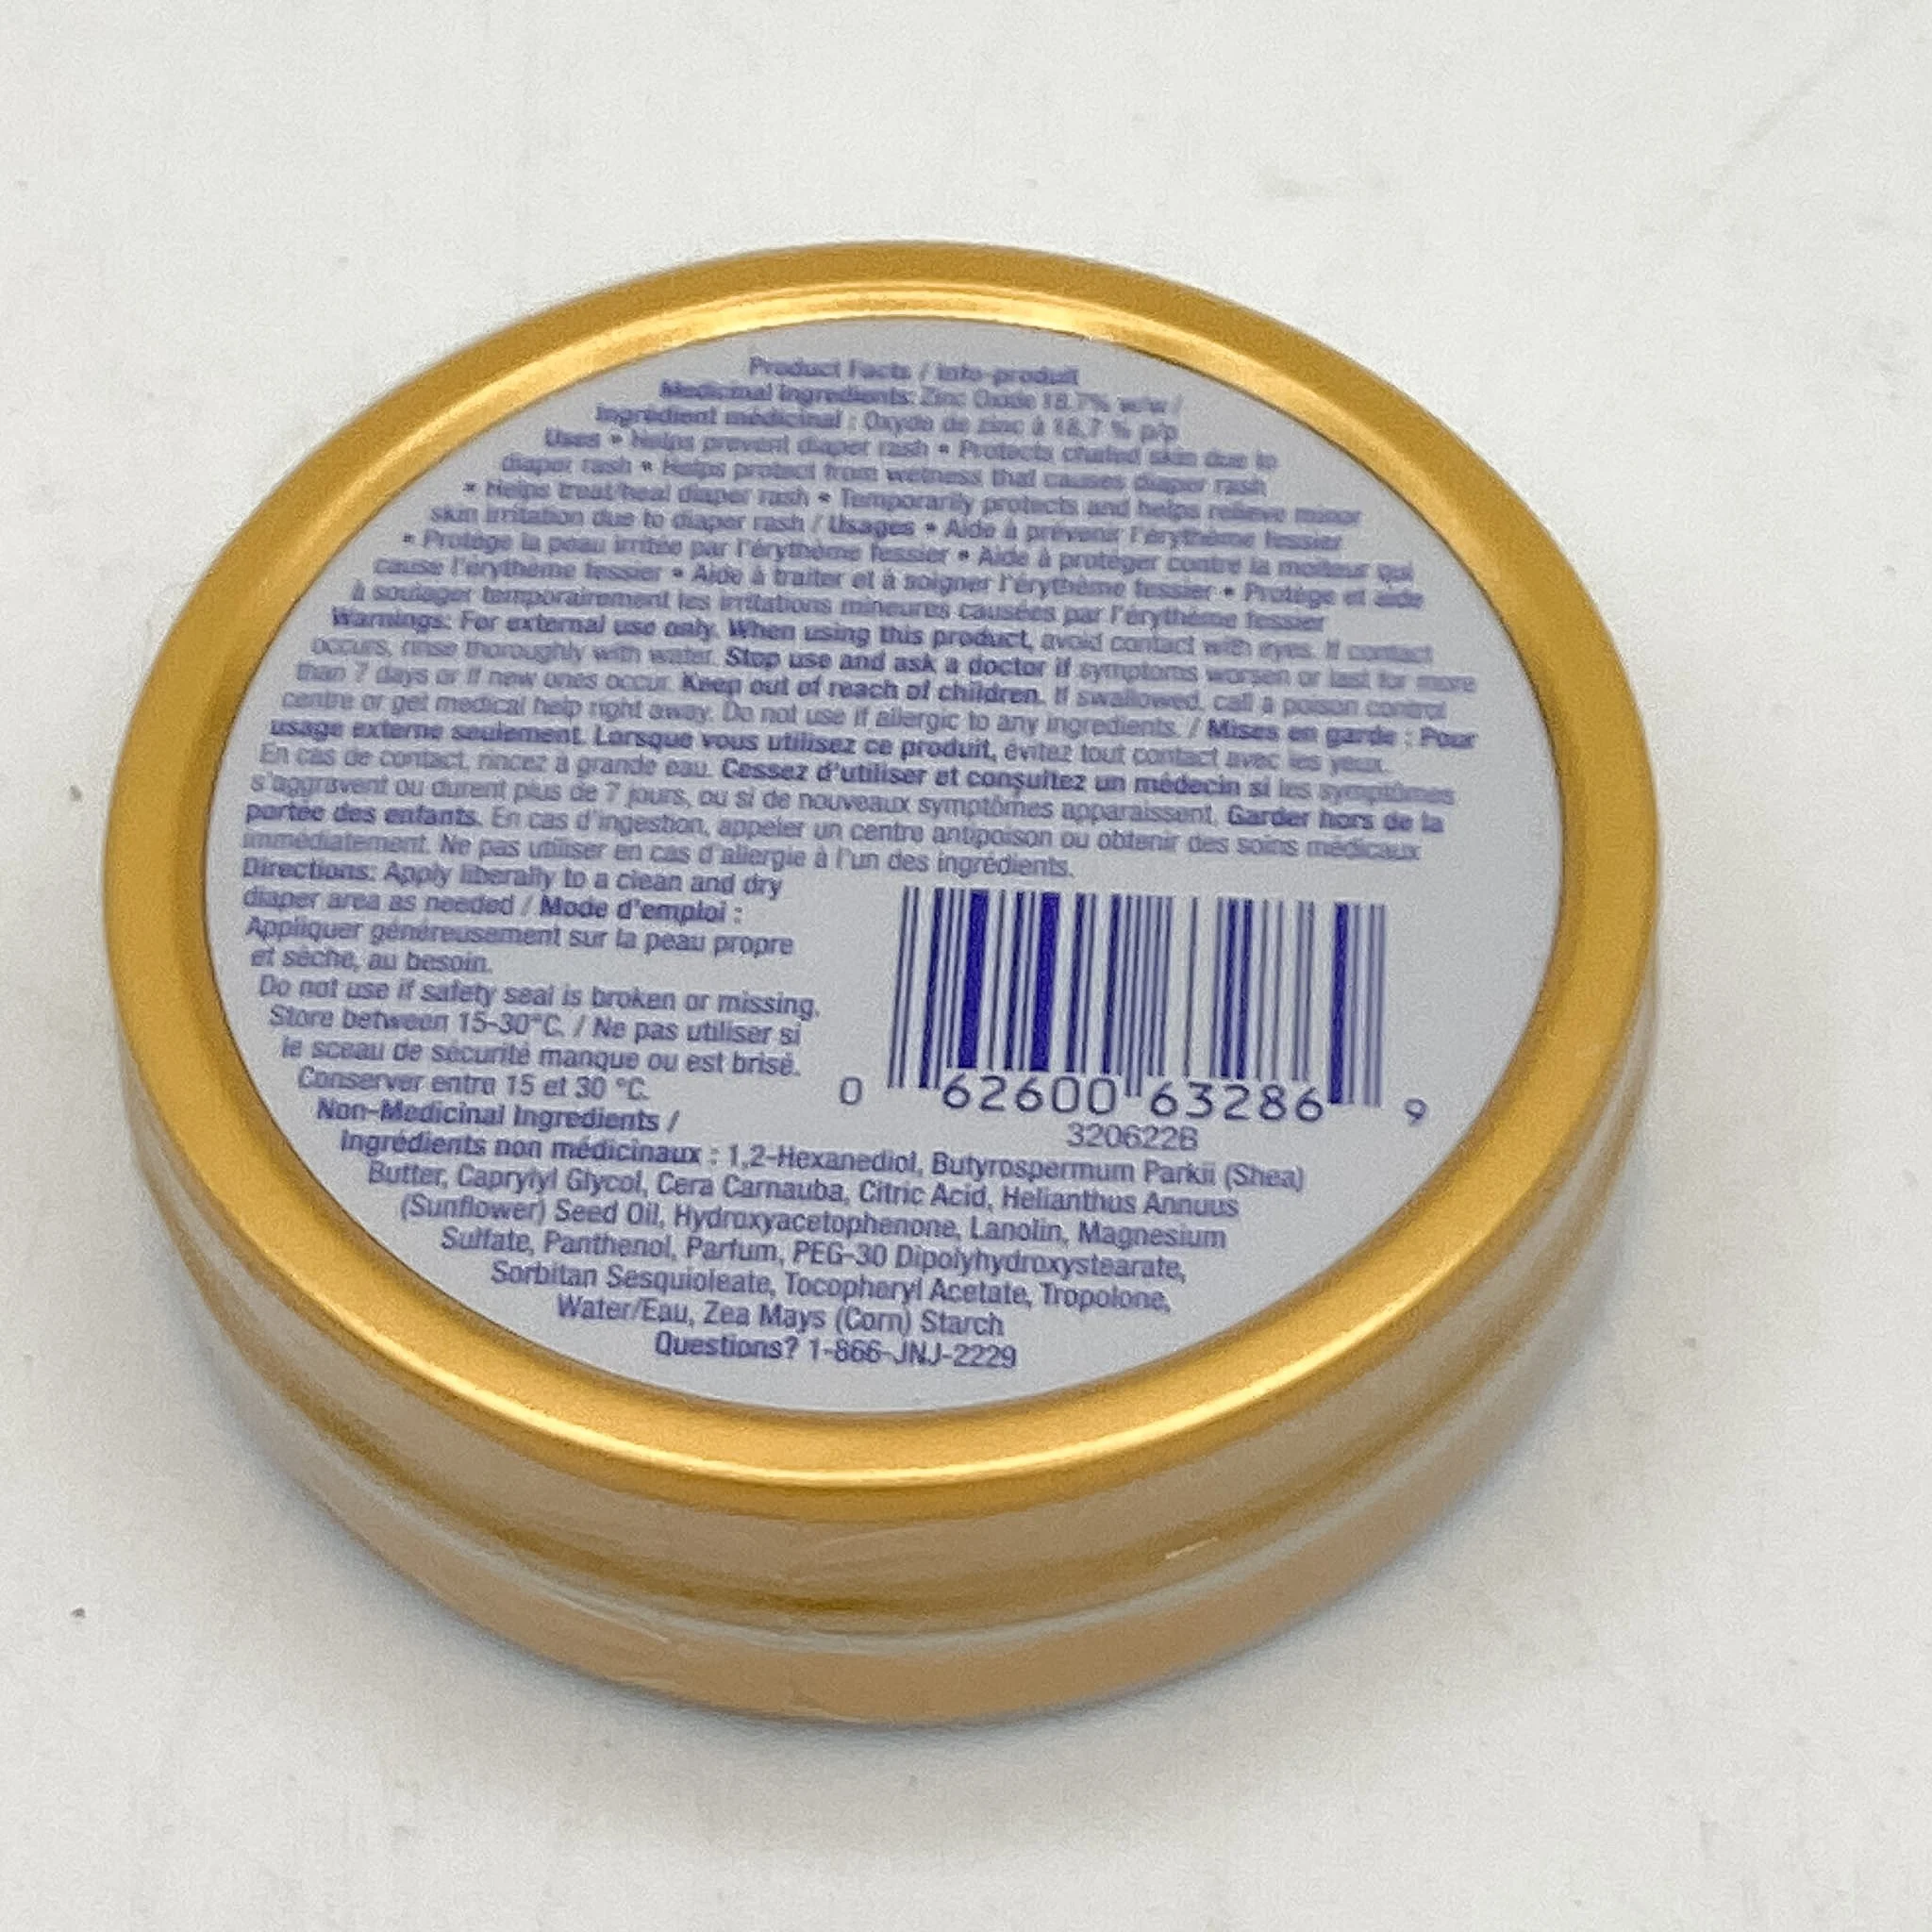 Product Facts / Info-produit
Medicinal Ingredients: Zinc Oxide 18.7% w/w /
Ingrédient médicinal : Oxyde de zinc à 18,7 % p/p
Uses • Helps prevent diaper rash • Protects chafed skin due to
diaper rash • Helps protect from wetness that causes diaper rash
• Helps treat/heal diaper rash • Temporarily protects and helps relieve minor
skin irritation due to diaper rash / Usages • Aide à prévenir l'érythème fessier
• Protège la peau irritée par l'érythème fessier • Aide à protéger contre la moiteur qui
cause l'érythème fessier • Aide à traiter et à soigner l'érythème fessier • Protège et aide
à soulager temporairement les irritations mineures causées par l'érythème fessier
Warnings: For external use only. When using this product, avoid contact with eyes. If contact
occurs, rinse thoroughly with water. Stop use and ask a doctor if symptoms worsen or last for more
than 7 days or if new ones occur. Keep out of reach of children. If swallowed, call a poison control
centre or get medical help right away. Do not use if allergic to any ingredients. / Mises en garde : Pour
usage externe seulement. Lorsque vous utilisez ce produit, évitez tout contact avec les yeux.
En cas de contact, rincez à grande eau. Cessez d'utiliser et consultez un médecin si les symptômes
s'aggravent ou durent plus de 7 jours, ou si de nouveaux symptômes apparaissent. Garder hors de la
portée des enfants. En cas d'ingestion, appeler un centre antipoison ou obtenir des soins médicaux
immédiatement. Ne pas utiliser en cas d'allergie à l'un des ingrédients.
Directions: Apply liberally to a clean and dry
diaper area as needed / Mode d'emploi :
Appliquer généreusement sur la peau propre
et sèche, au besoin.
Do not use if safety seal is broken or missing.
Store between 15-30°C. / Ne pas utiliser si
le sceau de sécurité manque ou est brisé.
Conserver entre 15 et 30 °C.
0 62600 63286 9
3206228
Non-Medicinal Ingredients /
Ingrédients non médicinaux : 1,2-Hexanediol, Butyrospermum Parkii (Shea)
Butter, Caprylyl Glycol, Cera Carnauba, Citric Acid, Helianthus Annuus
(Sunflower) Seed Oil, Hydroxyacetophenone, Lanolin, Magnesium
Sulfate, Panthenol, Parfum, PEG-30 Dipolyhydroxystearate,
Sorbitan Sesquioleate, Tocopheryl Acetate, Tropolone,
Water/Eau, Zea Mays (Corn) Starch
Questions? 1-866-JNJ-2229